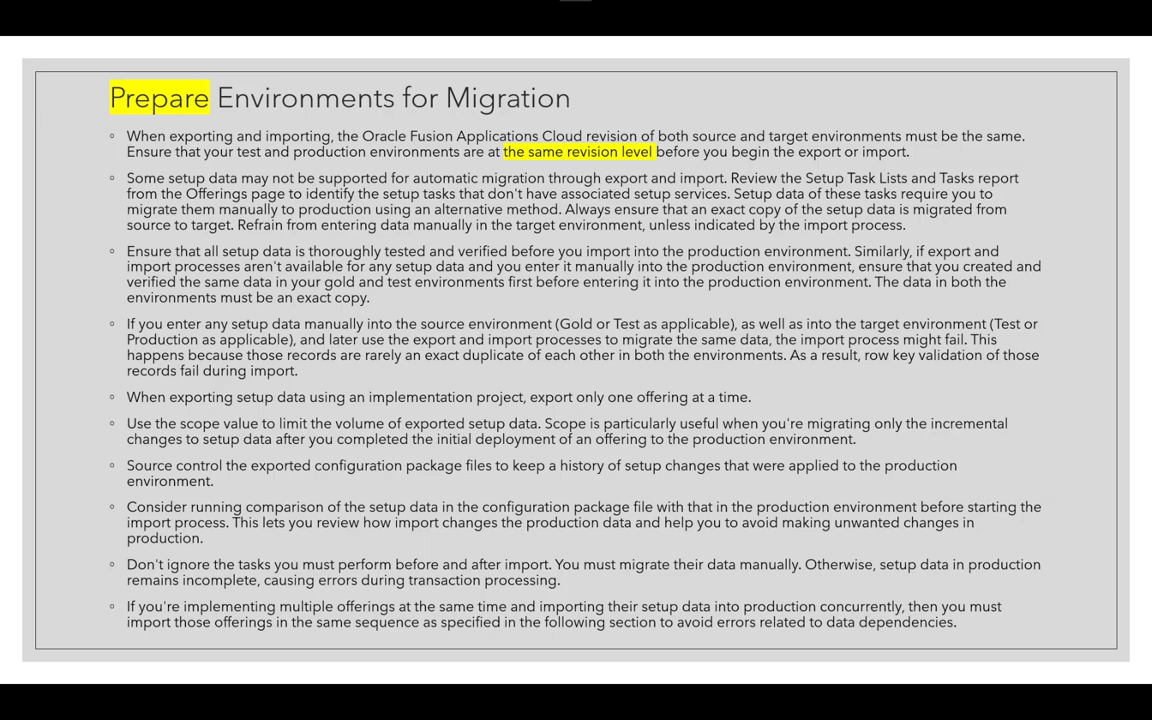 Prepare Environments for Migration
◦ When exporting and importing, the Oracle Fusion Applications Cloud revision of both source and target environments must be the same.
Ensure that your test and production environments are at the same revision level before you begin the export or import.
◦ Some setup data may not be supported for automatic migration through export and import. Review the Setup Task Lists and Tasks report
from the Offerings page to identify the setup tasks that don't have associated setup services. Setup data of these tasks require you to
migrate them manually to production using an alternative method. Always ensure that an exact copy of the setup data is migrated from
source to target. Refrain from entering data manually in the target environment, unless indicated by the import process.
◦ Ensure that all setup data is thoroughly tested and verified before you import into the production environment. Similarly, if export and
import processes aren't available for any setup data and you enter it manually into the production environment, ensure that you created and
verified the same data in your gold and test environments first before entering it into the production environment. The data in both the
environments must be an exact copy.
◦ If you enter any setup data manually into the source environment (Gold or Test as applicable), as well as into the target environment (Test or
Production as applicable), and later use the export and import processes to migrate the same data, the import process might fail. This
happens because those records are rarely an exact duplicate of each other in both the environments. As a result, row key validation of those
records fail during import.
◦ When exporting setup data using an implementation project, export only one offering at a time.
◦ Use the scope value to limit the volume of exported setup data. Scope is particularly useful when you're migrating only the incremental
changes to setup data after you completed the initial deployment of an offering to the production environment.
◦ Source control the exported configuration package files to keep a history of setup changes that were applied to the production
environment.
◦ Consider running comparison of the setup data in the configuration package file with that in the production environment before starting the
import process. This lets you review how import changes the production data and help you to avoid making unwanted changes in
production.
◦ Don't ignore the tasks you must perform before and after import. You must migrate their data manually. Otherwise, setup data in production
remains incomplete, causing errors during transaction processing.
◦ If you're implementing multiple offerings at the same time and importing their setup data into production concurrently, then you must
import those offerings in the same sequence as specified in the following section to avoid errors related to data dependencies.